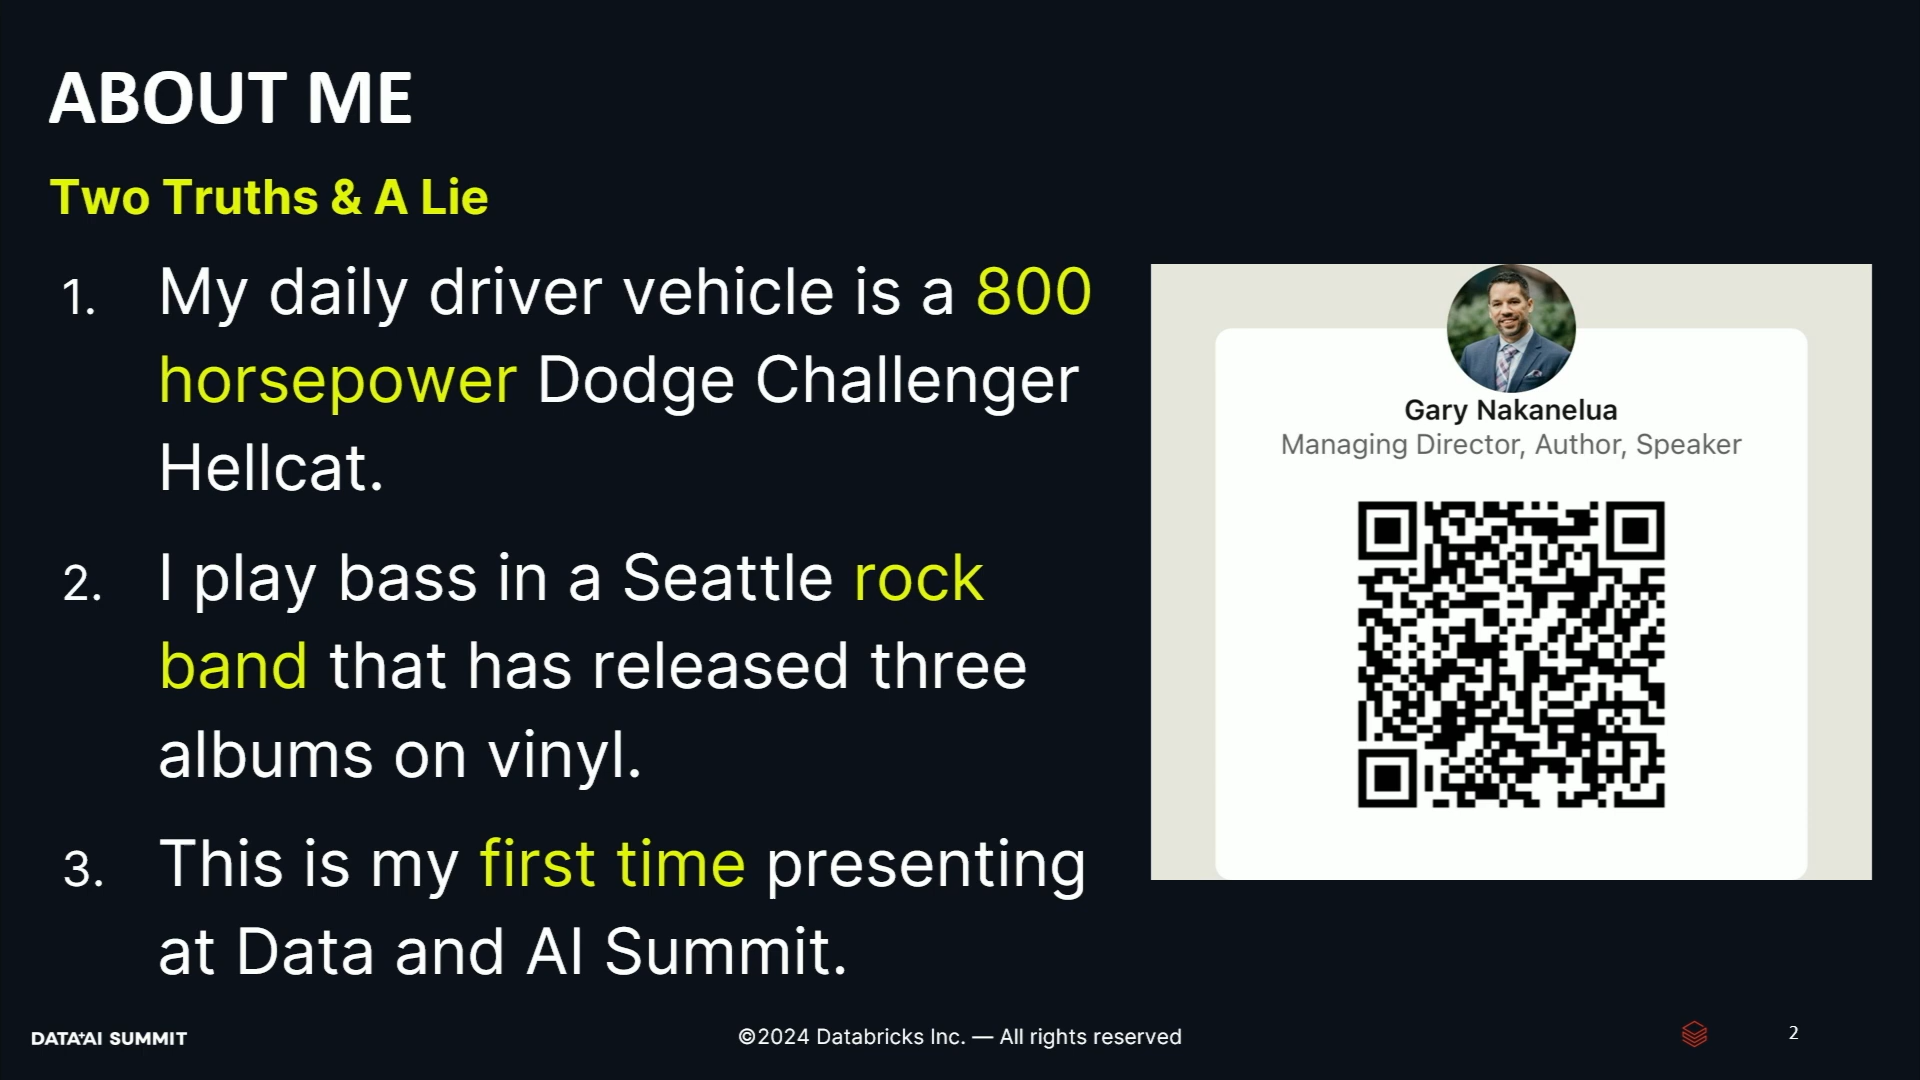 ABOUT ME
Two Truths & A Lie
1. My daily driver vehicle is a 800
horsepower Dodge Challenger
Hellcat.
2. I play bass in a Seattle rock
band that has released three
albums on vinyl.
3. This is my first time presenting
at Data and AI Summit.
Gary Nakanelua
Managing Director, Author, Speaker
DATA+AI SUMMIT
©2024 Databricks Inc. — All rights reserved
2